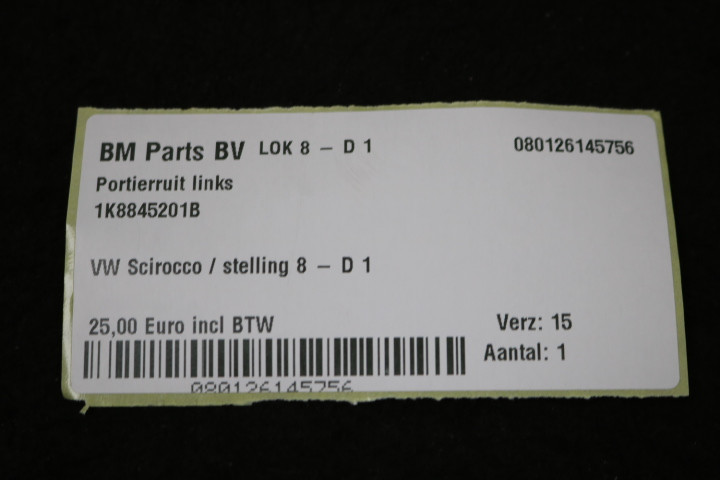 BM Parts BV LOK 8 – D 1 080126145756
Portierruit links
1K8845201B
VW Scirocco / stelling 8 – D 1
25,00 Euro incl BTW Verz: 15
Aantal: 1
080126145756